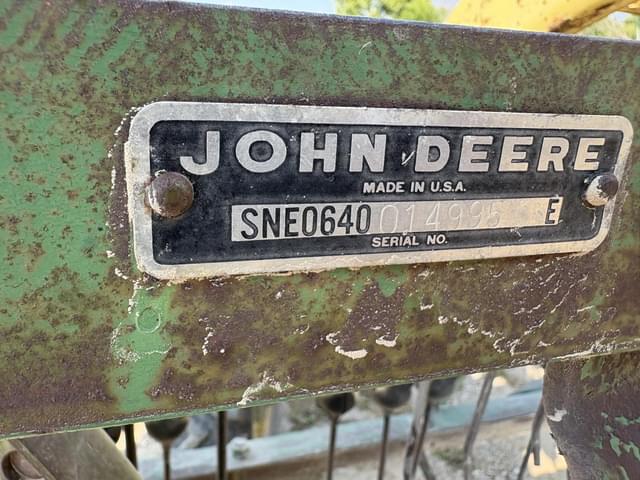 JOHN DEERE
MADE IN U.S.A.
SNE0640 014995 E
SERIAL NO.